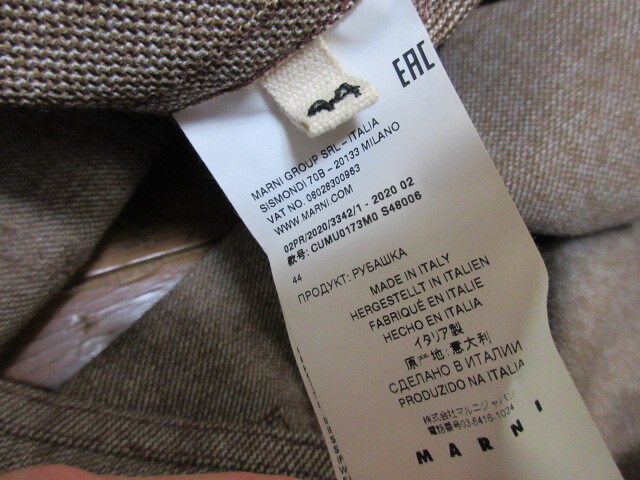 EAC
MARNI GROUP SRL – ITALIA
SISMONDI 70B – 20133 MILANO
VAT NO. 08028300963
WWW.MARNI.COM
02PR/2020/3342/1 - 2020 02
款号: CUMU0173M0 S48006
44
ПРОДУКТ: РУБАШКА
MADE IN ITALY
HERGESTELLT IN ITALIEN
FABRIQUÉ EN ITALIE
HECHO EN ITALIA
イタリア製
原产地: 意大利
СДЕЛАНО В ИТАЛИИ
PRODUZIDO NA ITALIA
株式会社マルニジャパン
電話番号03-6416-1024
MARNI